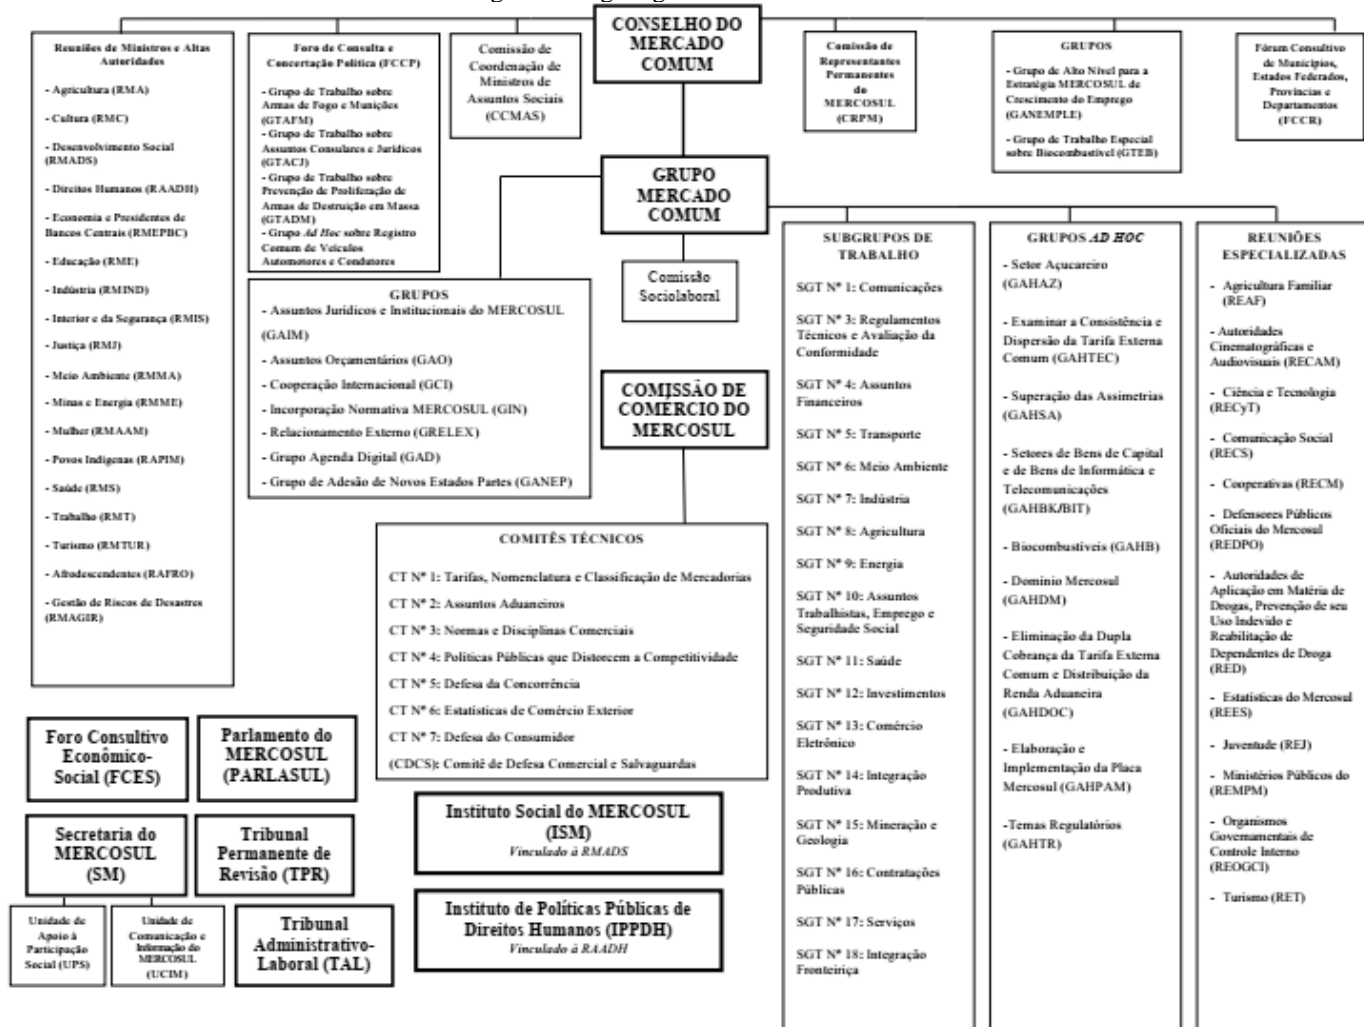 CONSELHO DO
MERCADO
COMUM
Reuniões de Ministros e Altas
Autoridades
- Agricultura (RMA)
- Cultura (RMC)
- Desenvolvimento Social
(RMADS)
- Direitos Humanos (RAADH)
- Economia e Presidentes de
Bancos Centrais (RMEPBC)
- Educação (RME)
- Indústria (RMIND)
- Interior e da Segurança (RMIS)
- Justiça (RMJ)
- Meio Ambiente (RMMA)
- Minas e Energia (RMME)
- Mulher (RMAAM)
- Povos Indígenas (RAPIM)
- Saúde (RMS)
- Trabalho (RMT)
- Turismo (RMTUR)
- Afrodescendentes (RAFRO)
- Gestão de Riscos de Desastres
(RMAGIR)
Foro de Consulta e
Concertação Política (FCCP)
- Grupo de Trabalho sobre
Armas de Fogo e Munições
(GTAFM)
- Grupo de Trabalho sobre
Assuntos Consulares e Jurídicos
(GTACJ)
- Grupo de Trabalho sobre
Prevenção de Proliferação de
Armas de Destruição em Massa
(GTADM)
- Grupo Ad Hoc sobre Registro
Comum de Veículos
Automotores e Condutores
Comissão de
Coordenação de
Ministros de
Assuntos Sociais
(CCMAS)
Comissão de
Representantes
Permanentes
do
MERCOSUL
(CRPM)
GRUPOS
- Grupo de Alto Nível para a
Estratégia MERCOSUL de
Crescimento do Emprego
(GANEMPLE)
- Grupo de Trabalho Especial
sobre Biocombustível (GTEB)
Fórum Consultivo
de Municípios,
Estados Federados,
Províncias e
Departamentos
(FCCR)
GRUPO
MERCADO
COMUM
Comissão
Sociolaboral
GRUPOS
- Assuntos Jurídicos e Institucionais do MERCOSUL
(GAIM)
- Assuntos Orçamentários (GAO)
- Cooperação Internacional (GCI)
- Incorporação Normativa MERCOSUL (GIN)
- Relacionamento Externo (GRELEX)
- Grupo Agenda Digital (GAD)
- Grupo de Adesão de Novos Estados Partes (GANEP)
COMISSÃO DE
COMÉRCIO DO
MERCOSUL
COMITÊS TÉCNICOS
CT Nº 1: Tarifas, Nomenclatura e Classificação de Mercadorias
CT Nº 2: Assuntos Aduaneiros
CT Nº 3: Normas e Disciplinas Comerciais
CT Nº 4: Políticas Públicas que Distorcem a Competitividade
CT Nº 5: Defesa da Concorrência
CT Nº 6: Estatísticas de Comércio Exterior
CT Nº 7: Defesa do Consumidor
(CDCS): Comitê de Defesa Comercial e Salvaguardas
SUBGRUPOS DE
TRABALHO
SGT Nº 1: Comunicações
SGT Nº 3: Regulamentos
Técnicos e Avaliação da
Conformidade
SGT Nº 4: Assuntos
Financeiros
SGT Nº 5: Transporte
SGT Nº 6: Meio Ambiente
SGT Nº 7: Indústria
SGT Nº 8: Agricultura
SGT Nº 9: Energia
SGT Nº 10: Assuntos
Trabalhistas, Emprego e
Seguridade Social
SGT Nº 11: Saúde
SGT Nº 12: Investimentos
SGT Nº 13: Comércio
Eletrônico
SGT Nº 14: Integração
Produtiva
SGT Nº 15: Mineração e
Geologia
SGT Nº 16: Contratações
Públicas
SGT Nº 17: Serviços
SGT Nº 18: Integração
Fronteiriça
GRUPOS AD HOC
- Setor Açucareiro
(GAHAZ)
- Examinar a Consistência e
Dispersão da Tarifa Externa
Comum (GAHTEC)
- Superação das Assimetrias
(GAHSA)
- Setores de Bens de Capital
e de Bens de Informática e
Telecomunicações
(GAHBK/BIT)
- Biocombustíveis (GAHB)
- Domínio Mercosul
(GAHDM)
- Eliminação da Dupla
Cobrança da Tarifa Externa
Comum e Distribuição da
Renda Aduaneira
(GAHDOC)
- Elaboração e
Implementação da Placa
Mercosul (GAHPAM)
-Temas Regulatórios
(GAHTR)
REUNIÕES
ESPECIALIZADAS
- Agricultura Familiar
(REAF)
- Autoridades
Cinematográficas e
Audiovisuais (RECAM)
- Ciência e Tecnologia
(RECyT)
- Comunicação Social
(RECS)
- Cooperativas (RECM)
- Defensores Públicos
Oficiais do Mercosul
(REDPO)
- Autoridades de
Aplicação em Matéria de
Drogas, Prevenção de seu
Uso Indevido e
Reabilitação de
Dependentes de Droga
(RED)
- Estatísticas do Mercosul
(REES)
- Juventude (REJ)
- Ministérios Públicos do
(REMPM)
- Organismos
Governamentais de
Controle Interno
(REOGCI)
- Turismo (RET)
Foro Consultivo
Econômico-
Social (FCES)
Parlamento do
MERCOSUL
(PARLASUL)
Secretaria do
MERCOSUL
(SM)
Tribunal
Permanente de
Revisão (TPR)
Unidade de
Apoio à
Participação
Social (UPS)
Unidade de
Comunicação e
Informação do
MERCOSUL
(UCIM)
Tribunal
Administrativo-
Laboral (TAL)
Instituto Social do MERCOSUL
(ISM)
Vinculado à RMADS
Instituto de Políticas Públicas de
Direitos Humanos (IPPDH)
Vinculado à RAADH